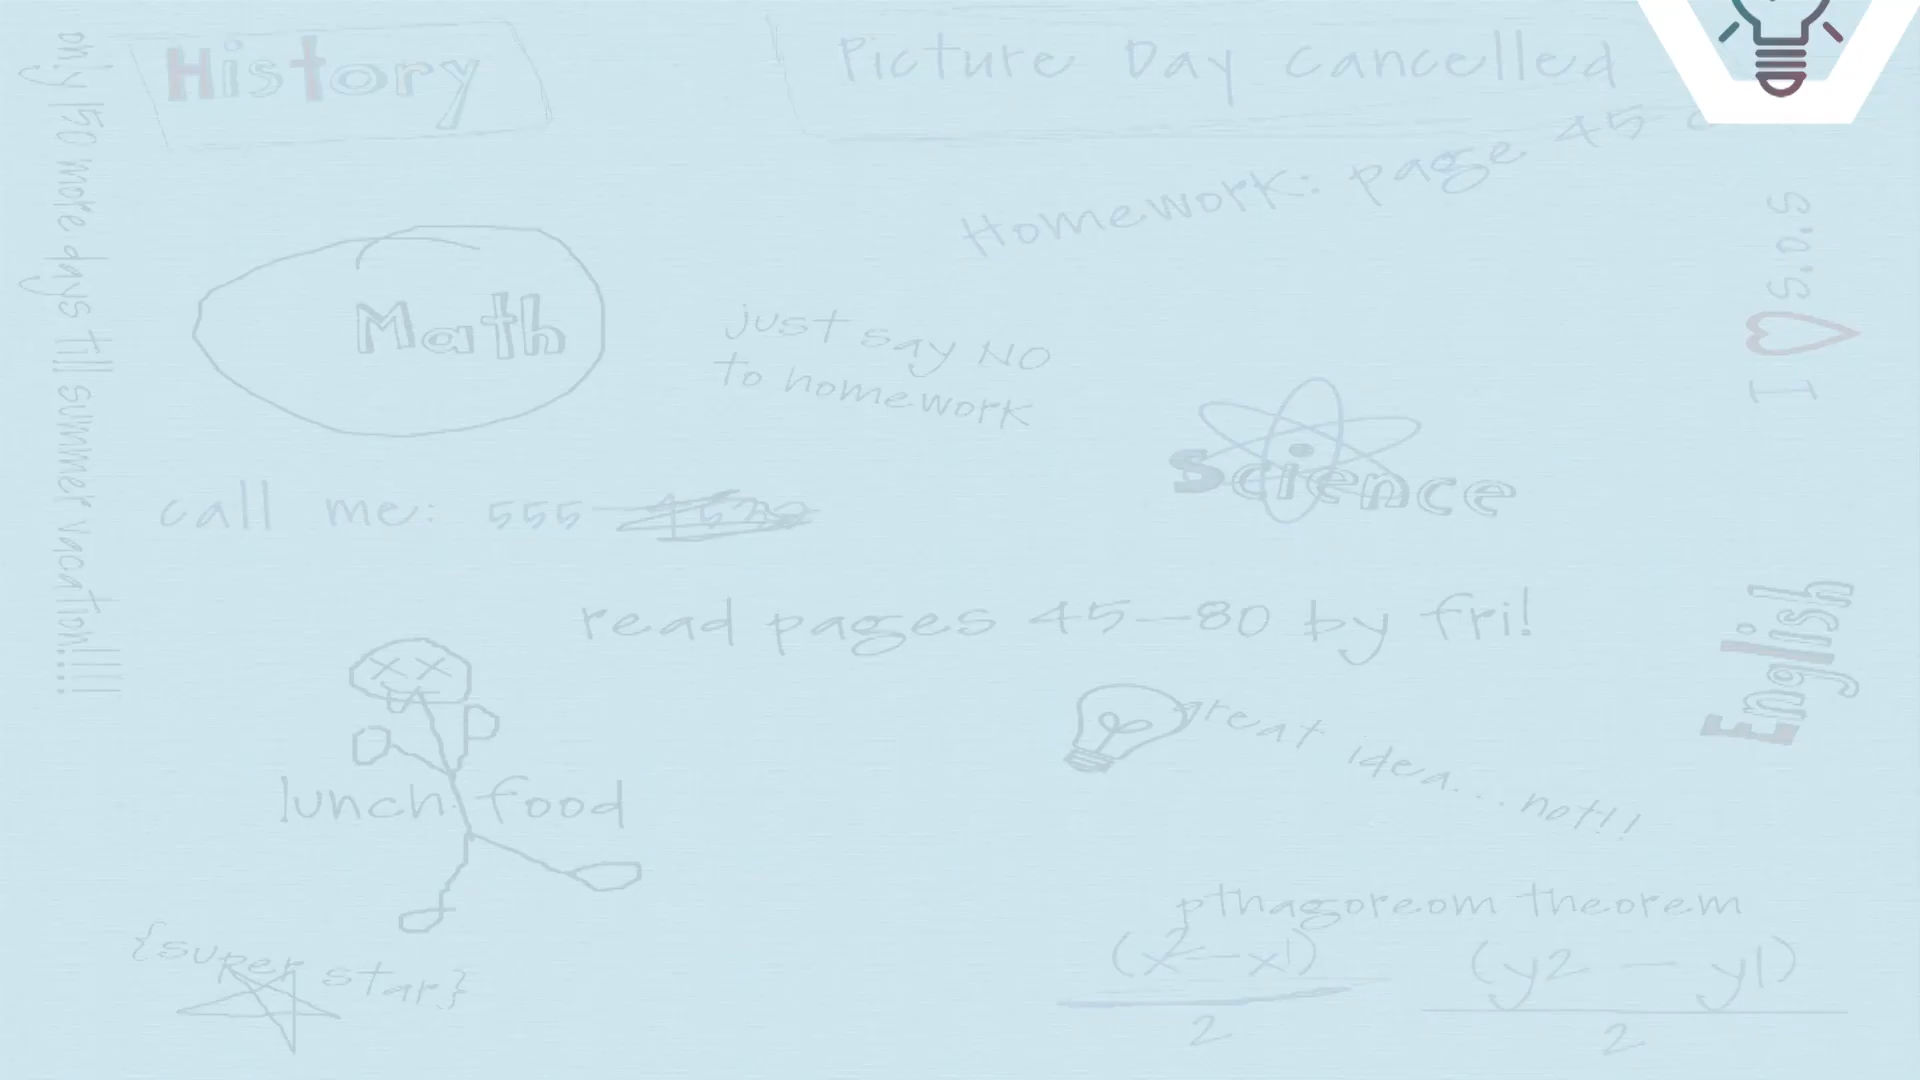 History
Picture Day Cancelled
only 150 more days till summer vacation!!!!
Homework: page 45
I ♡ S.O.S
Math
just say NO
to homework
Science
call me: 555-
read pages 45-80 by fri!
English
great idea...not!!
lunch food
pthagoreom theorem
(x2-x1)
2
(y2 - y1)
2
{super star}